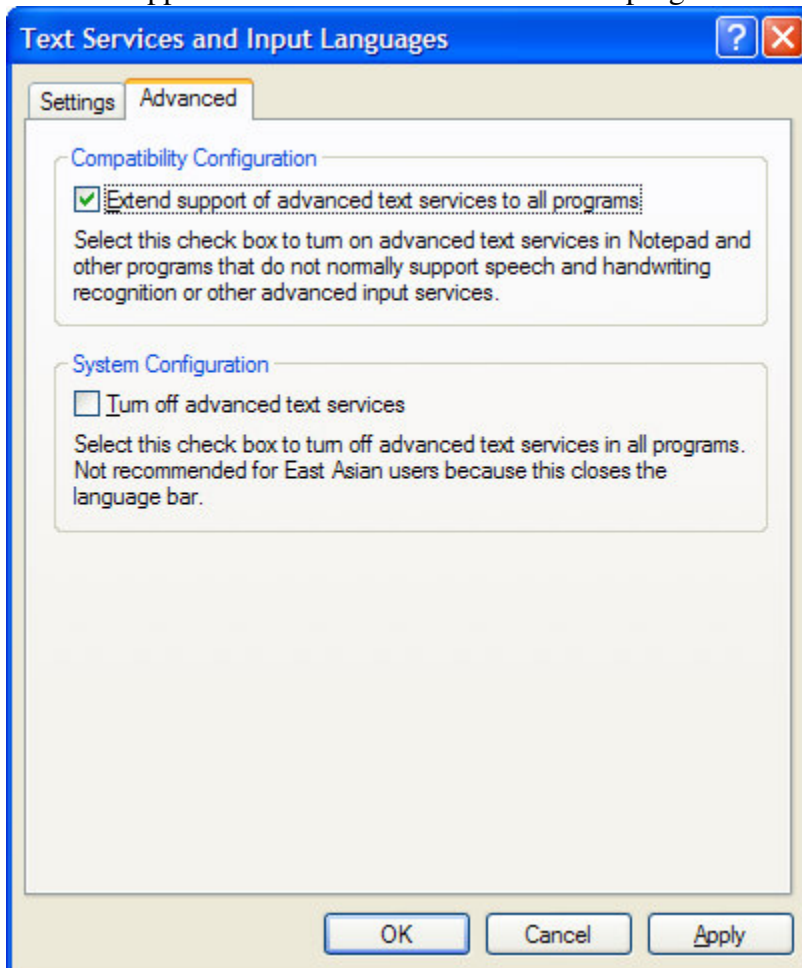 Text Services and Input Languages
Settings Advanced
Compatibility Configuration
Extend support of advanced text services to all programs
Select this check box to turn on advanced text services in Notepad and
other programs that do not normally support speech and handwriting
recognition or other advanced input services.
System Configuration
Turn off advanced text services
Select this check box to turn off advanced text services in all programs.
Not recommended for East Asian users because this closes the
language bar.
OK Cancel Apply